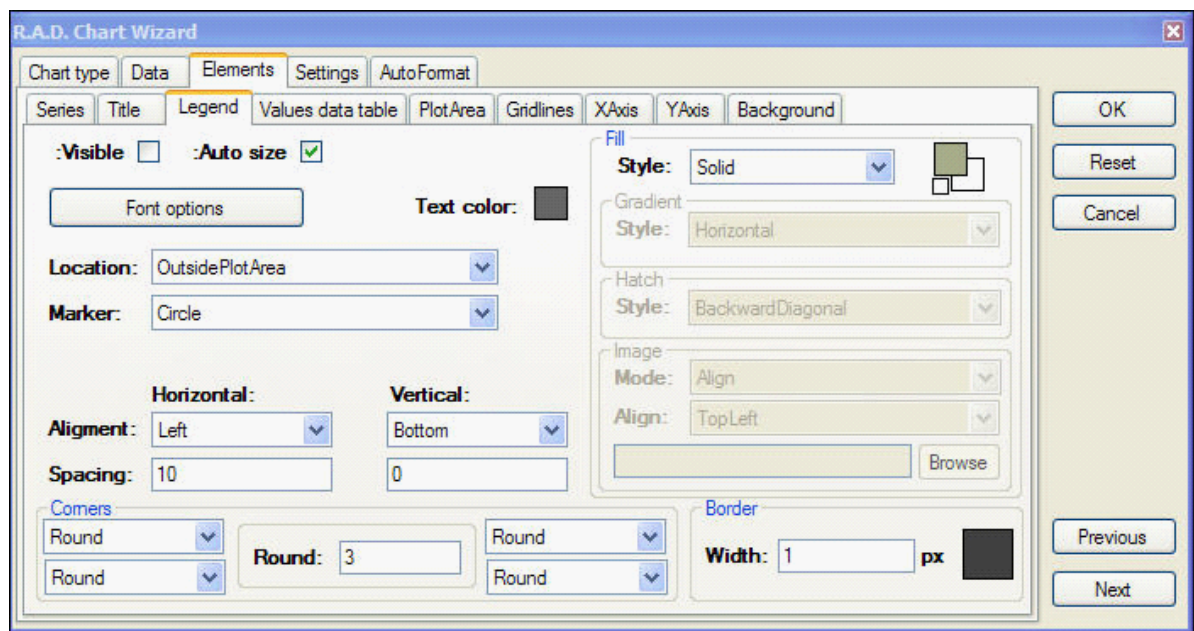 R.A.D. Chart Wizard
Chart type Data Elements Settings AutoFormat
Series Title Legend Values data table PlotArea Gridlines XAxis YAxis Background
:Visible :Auto size
Font options Text color:
Location: OutsidePlotArea
Marker: Circle
Horizontal: Vertical:
Aligment: Left Bottom
Spacing: 10 0
Fill
Style: Solid
Gradient
Style: Horizontal
Hatch
Style: BackwardDiagonal
Image
Mode: Align
Align: TopLeft
Browse
Corners
Round Round: 3 Round
Round Round
Border
Width: 1 px
OK
Reset
Cancel
Previous
Next